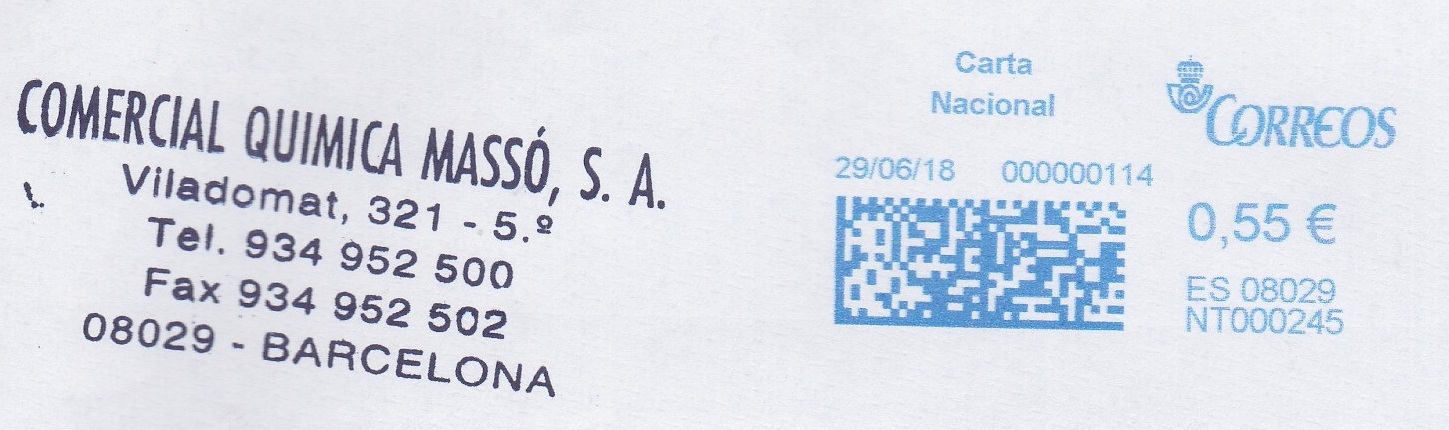 COMERCIAL QUIMICA MASSÓ, S. A.
Viladomat, 321 - 5.º
Tel. 934 952 500
Fax 934 952 502
08029 - BARCELONA
Carta
Nacional
CORREOS
29/06/18 000000114
0,55 €
ES 08029
NT000245